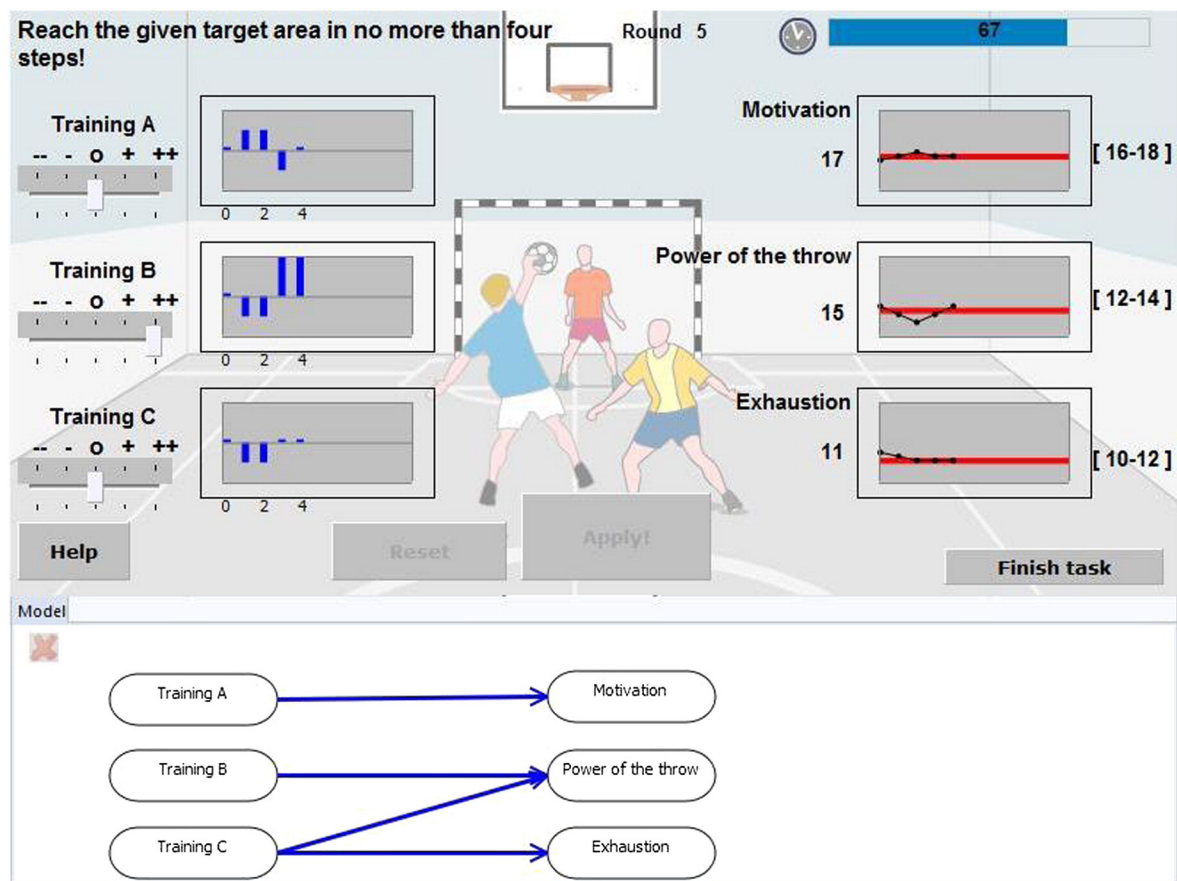 Reach the given target area in no more than four
steps!
Round 5
67
Training A
-- - o + ++
0 2 4
Motivation
17
[ 16-18 ]
Training B
-- - o + ++
0 2 4
Power of the throw
15
[ 12-14 ]
Training C
-- - o + ++
0 2 4
Exhaustion
11
[ 10-12 ]
Help
Reset
Apply!
Finish task
Model
Training A
Motivation
Training B
Power of the throw
Training C
Exhaustion